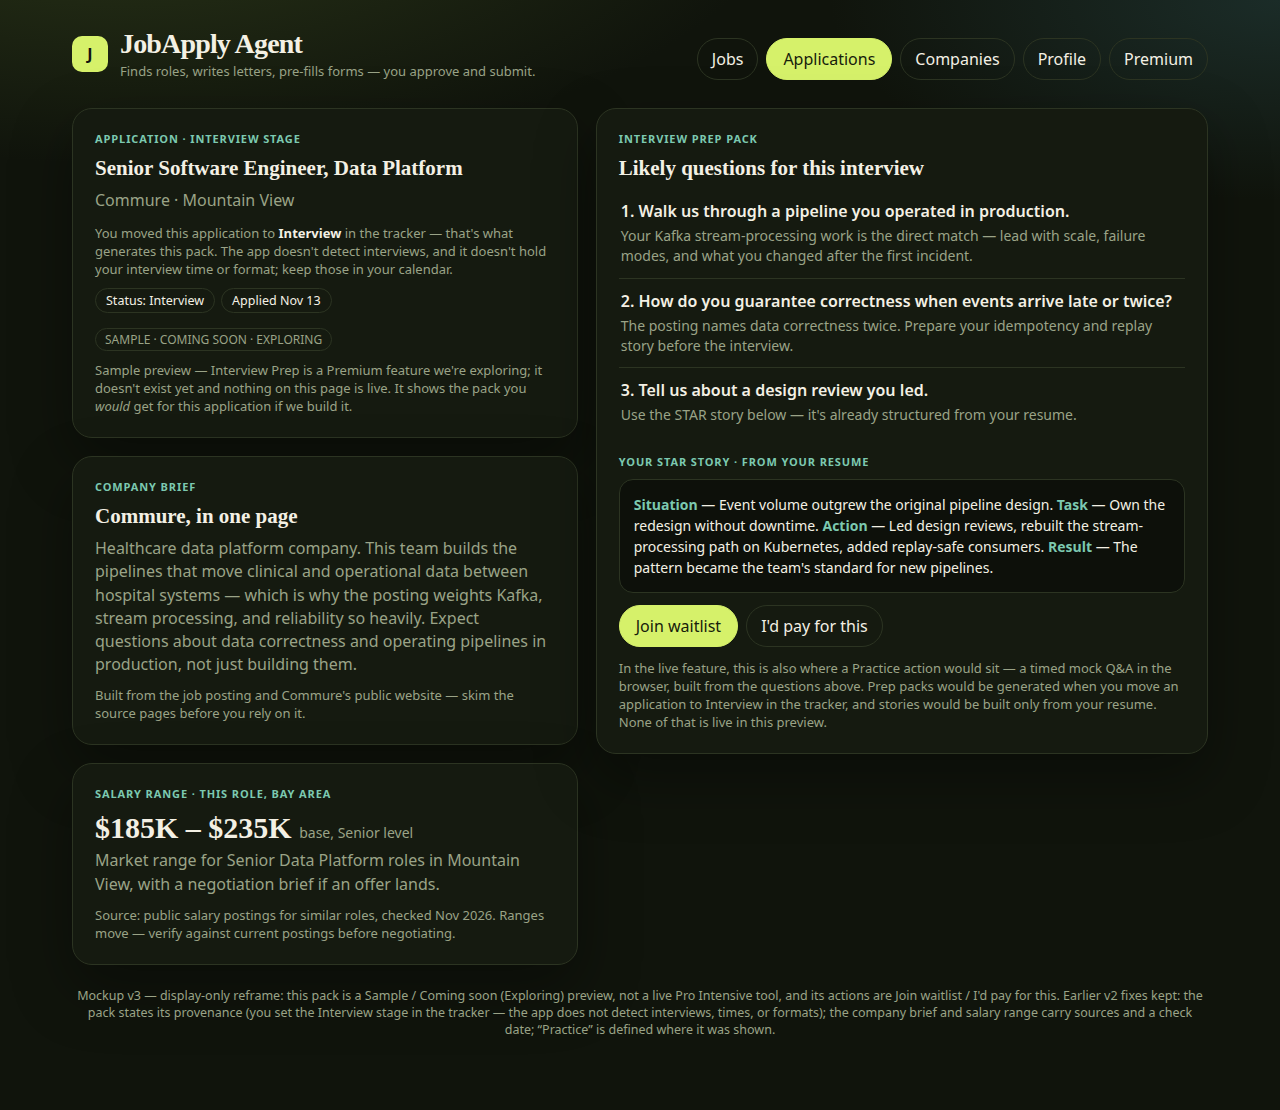 J
JobApply Agent
Finds roles, writes letters, pre-fills forms — you approve and submit.
Jobs
Applications
Companies
Profile
Premium
APPLICATION · INTERVIEW STAGE
Senior Software Engineer, Data Platform
Commure · Mountain View
You moved this application to Interview in the tracker — that's what
generates this pack. The app doesn't detect interviews, and it doesn't hold
your interview time or format; keep those in your calendar.
Status: Interview
Applied Nov 13
SAMPLE · COMING SOON · EXPLORING
Sample preview — Interview Prep is a Premium feature we're exploring; it
doesn't exist yet and nothing on this page is live. It shows the pack you
would get for this application if we build it.
COMPANY BRIEF
Commure, in one page
Healthcare data platform company. This team builds the
pipelines that move clinical and operational data between
hospital systems — which is why the posting weights Kafka,
stream processing, and reliability so heavily. Expect
questions about data correctness and operating pipelines in
production, not just building them.
Built from the job posting and Commure's public website — skim the
source pages before you rely on it.
SALARY RANGE · THIS ROLE, BAY AREA
$185K – $235K base, Senior level
Market range for Senior Data Platform roles in Mountain
View, with a negotiation brief if an offer lands.
Source: public salary postings for similar roles, checked Nov 2026. Ranges
move — verify against current postings before negotiating.
INTERVIEW PREP PACK
Likely questions for this interview
1. Walk us through a pipeline you operated in production.
Your Kafka stream-processing work is the direct match — lead with scale, failure
modes, and what you changed after the first incident.
2. How do you guarantee correctness when events arrive late or twice?
The posting names data correctness twice. Prepare your idempotency and replay
story before the interview.
3. Tell us about a design review you led.
Use the STAR story below — it's already structured from your resume.
YOUR STAR STORY · FROM YOUR RESUME
Situation — Event volume outgrew the original pipeline design. Task — Own the
redesign without downtime. Action — Led design reviews, rebuilt the stream-
processing path on Kubernetes, added replay-safe consumers. Result — The
pattern became the team's standard for new pipelines.
Join waitlist
I'd pay for this
In the live feature, this is also where a Practice action would sit — a timed mock Q&A in the
browser, built from the questions above. Prep packs would be generated when you move an
application to Interview in the tracker, and stories would be built only from your resume.
None of that is live in this preview.
Mockup v3 — display-only reframe: this pack is a Sample / Coming soon (Exploring) preview, not a live Pro Intensive tool, and its actions are Join waitlist / I'd pay for this. Earlier v2 fixes kept: the
pack states its provenance (you set the Interview stage in the tracker — the app does not detect interviews, times, or formats); the company brief and salary range carry sources and a check
date; “Practice” is defined where it was shown.